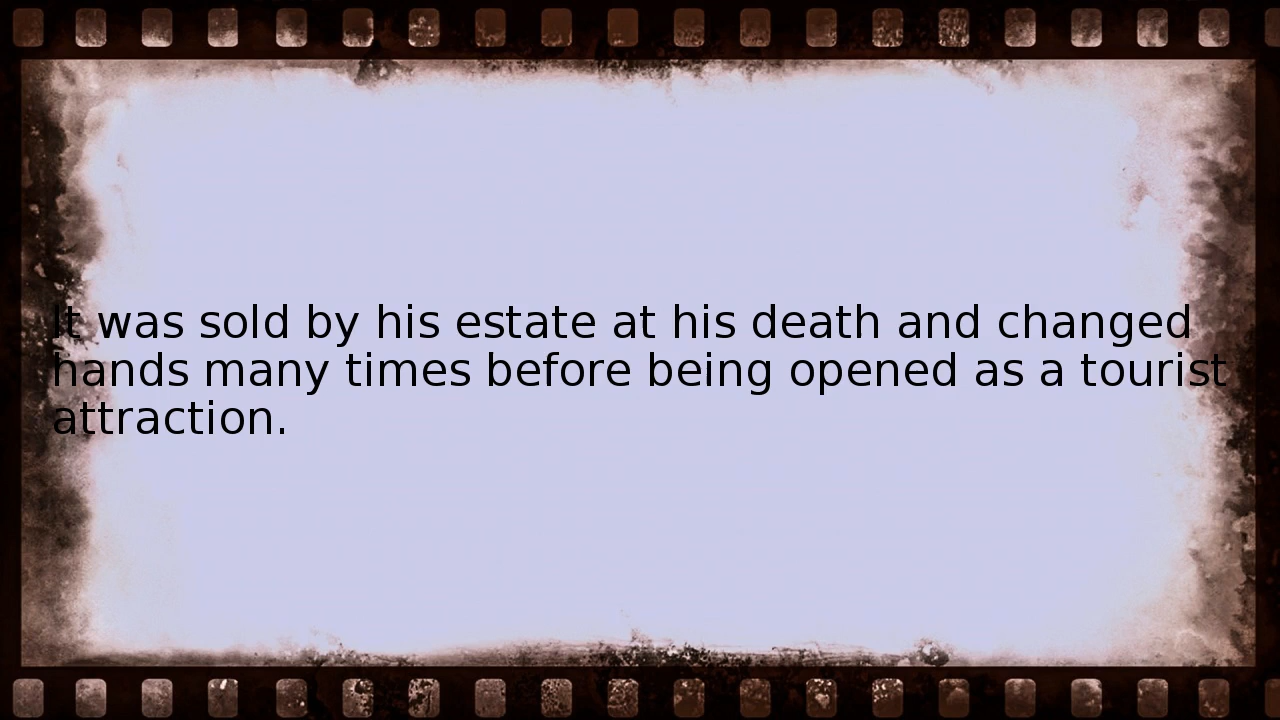 It was sold by his estate at his death and changed
hands many times before being opened as a tourist
attraction.